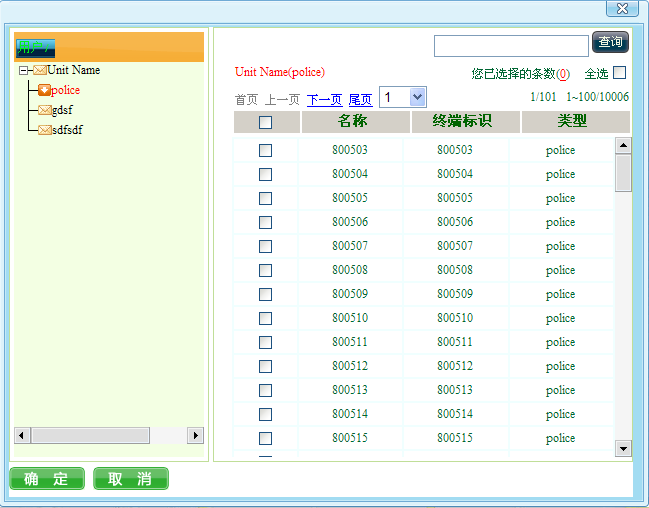 查询
用户
Unit Name
police
gdsf
sdfsdf
Unit Name(police)
您已选择的条数(0) 全选
首页 上一页 下一页 尾页 1 1/101 1~100/10006
名称 终端标识 类型
800503 800503 police
800504 800504 police
800505 800505 police
800506 800506 police
800507 800507 police
800508 800508 police
800509 800509 police
800510 800510 police
800511 800511 police
800512 800512 police
800513 800513 police
800514 800514 police
800515 800515 police
确 定 取 消